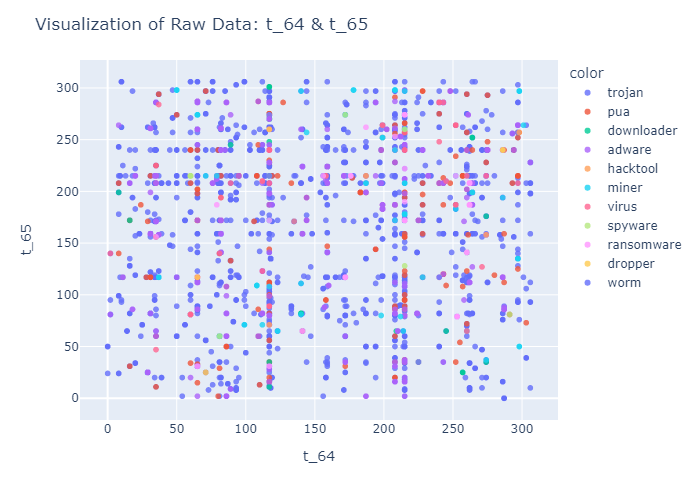 Visualization of Raw Data: t_64 & t_65
color
trojan
pua
downloader
adware
hacktool
miner
virus
spyware
ransomware
dropper
worm
t_65
300
250
200
150
100
50
0
0 50 100 150 200 250 300
t_64